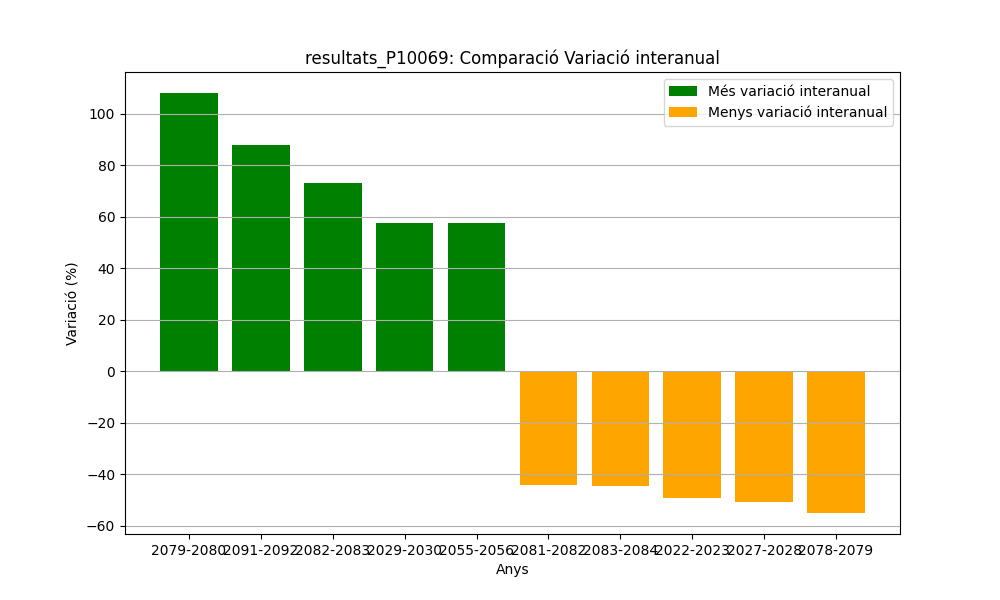 resultats_P10069: Comparació Variació interanual
Més variació interanual
Menys variació interanual
Variació (%)
100
80
60
40
20
0
−20
−40
−60
2079-2080 2091-2092 2082-2083 2029-2030 2055-2056 2081-2082 2083-2084 2022-2023 2027-2028 2078-2079
Anys